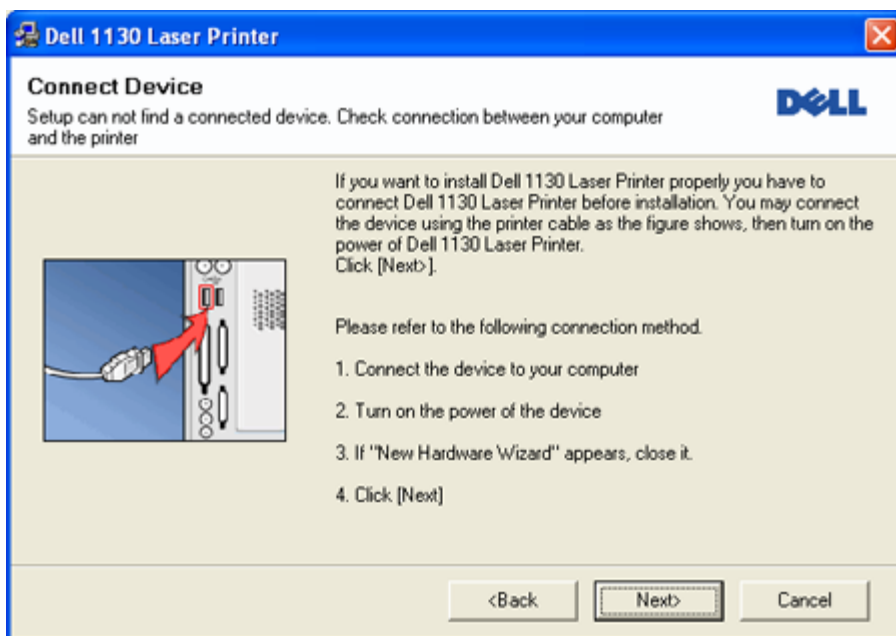 Dell 1130 Laser Printer
Connect Device
Setup can not find a connected device. Check connection between your computer
and the printer
DELL
If you want to install Dell 1130 Laser Printer properly you have to
connect Dell 1130 Laser Printer before installation. You may connect
the device using the printer cable as the figure shows, then turn on the
power of Dell 1130 Laser Printer.
Click [Next>].
Please refer to the following connection method.
1. Connect the device to your computer
2. Turn on the power of the device
3. If "New Hardware Wizard" appears, close it.
4. Click [Next]
<Back
Next>
Cancel